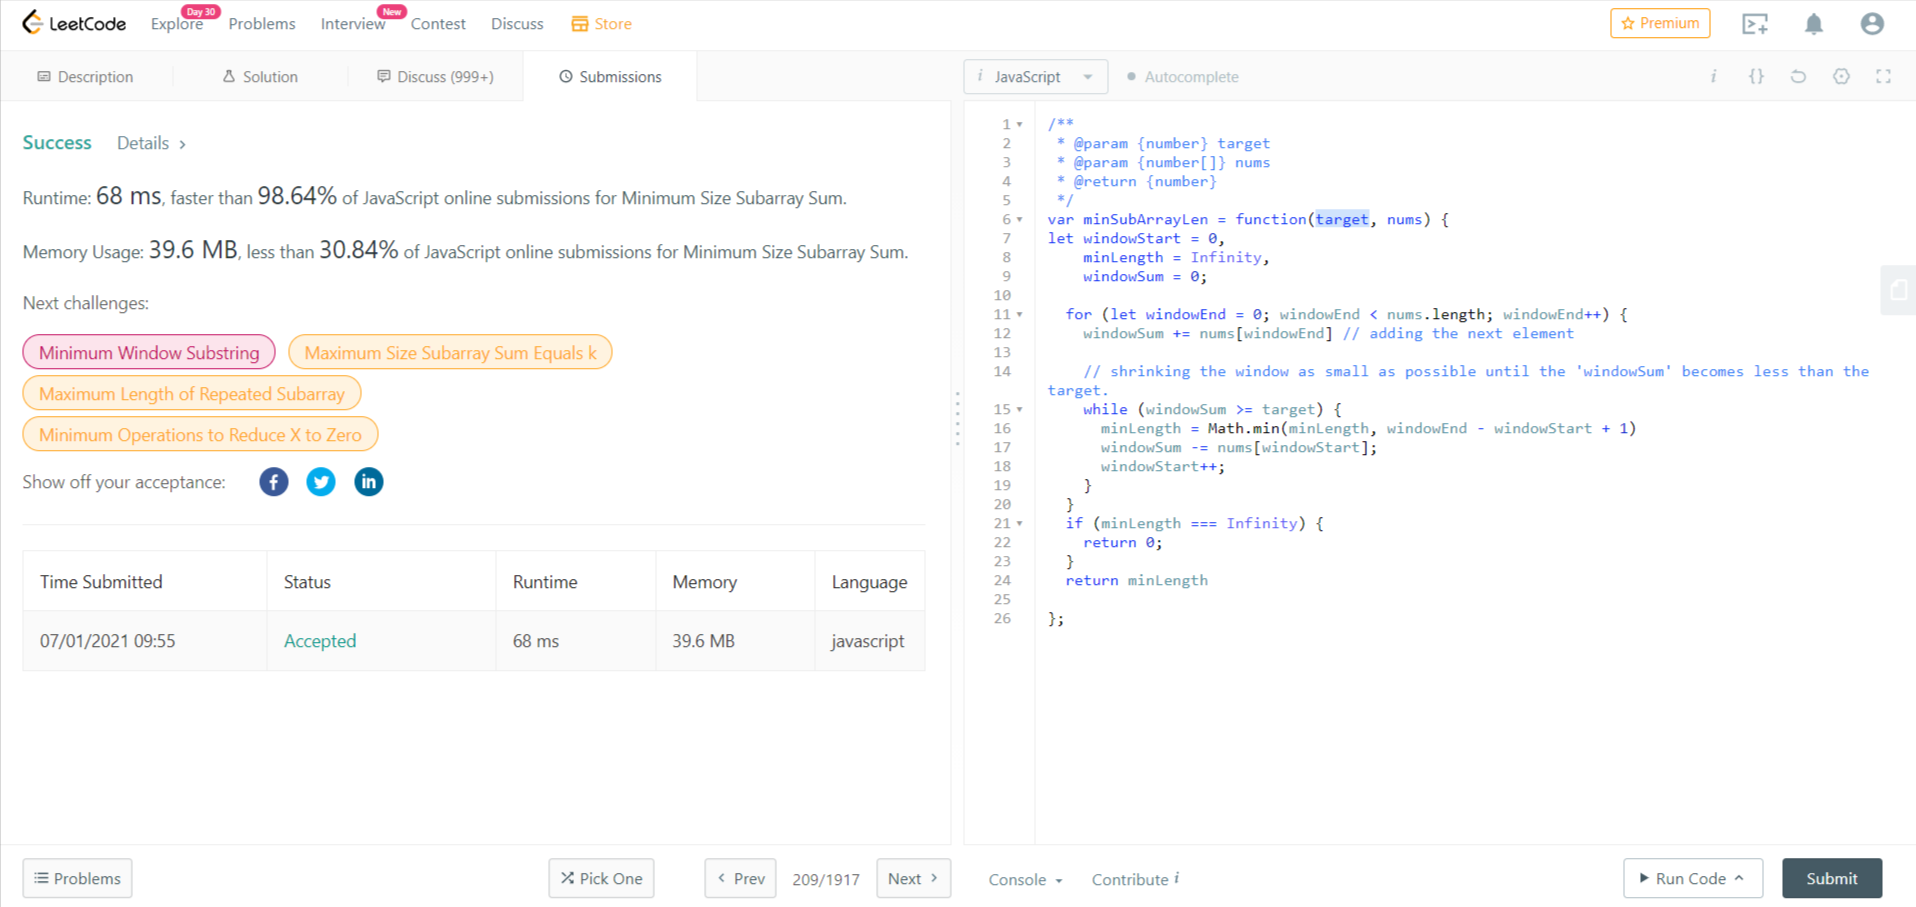 LeetCode
Explore Day 30 Problems Interview New Contest Discuss Store Premium
Description Solution Discuss (999+) Submissions
Success Details >
Runtime: 68 ms, faster than 98.64% of JavaScript online submissions for Minimum Size Subarray Sum.
Memory Usage: 39.6 MB, less than 30.84% of JavaScript online submissions for Minimum Size Subarray Sum.
Next challenges:
Minimum Window Substring Maximum Size Subarray Sum Equals k
Maximum Length of Repeated Subarray
Minimum Operations to Reduce X to Zero
Show off your acceptance:
Time Submitted Status Runtime Memory Language
07/01/2021 09:55 Accepted 68 ms 39.6 MB javascript
i JavaScript Autocomplete i {}
1 /**
2 * @param {number} target
3 * @param {number[]} nums
4 * @return {number}
5 */
6 var minSubArrayLen = function(target, nums) {
7 let windowStart = 0,
8 minLength = Infinity,
9 windowSum = 0;
10
11 for (let windowEnd = 0; windowEnd < nums.length; windowEnd++) {
12 windowSum += nums[windowEnd] // adding the next element
13
14 // shrinking the window as small as possible until the 'windowSum' becomes less than the
target.
15 while (windowSum >= target) {
16 minLength = Math.min(minLength, windowEnd - windowStart + 1)
17 windowSum -= nums[windowStart];
18 windowStart++;
19 }
20 }
21 if (minLength === Infinity) {
22 return 0;
23 }
24 return minLength
25
26 };
Problems Pick One < Prev 209/1917 Next > Console Contribute i Run Code Submit